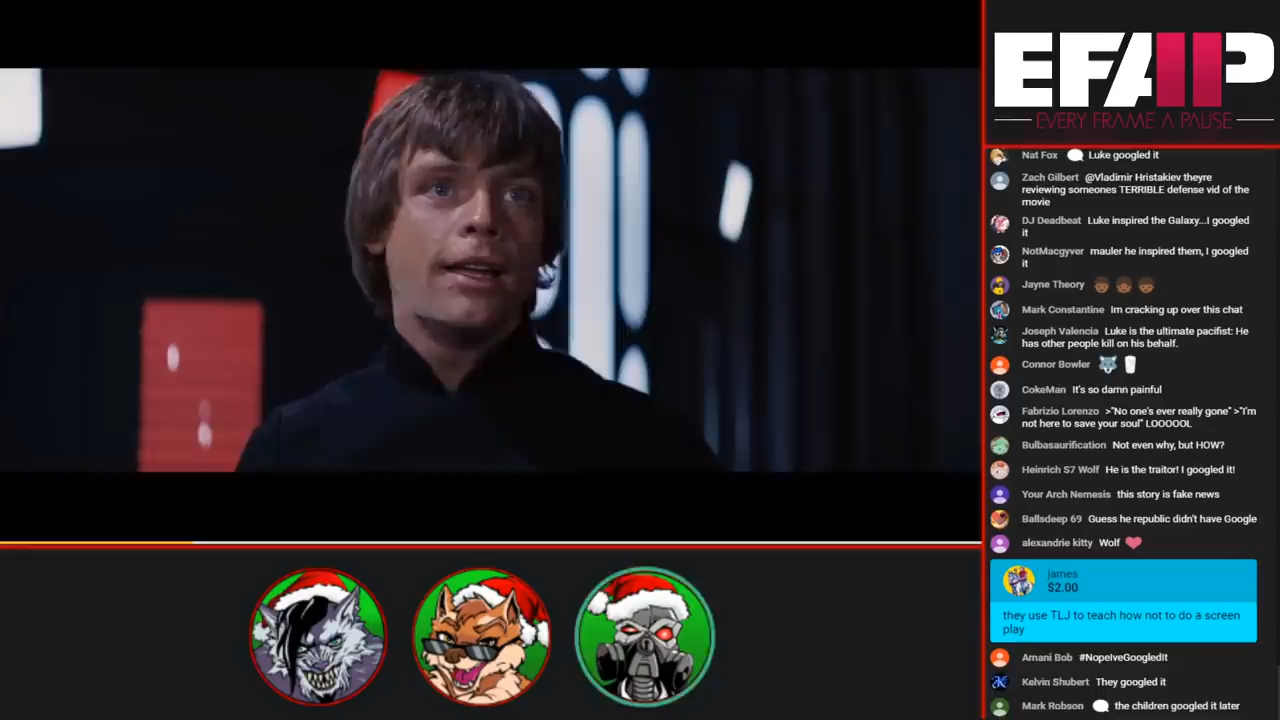 EFAP
EVERY FRAME A PAUSE
Nat Fox Luke googled it
Zach Gilbert @Vladimir Hristakiev theyre
reviewing someones TERRIBLE defense vid of the
movie
DJ Deadbeat Luke inspired the Galaxy...I googled
it
NotMacgyver mauler he inspired them, I googled
it
Jayne Theory
Mark Constantine Im cracking up over this chat
Joseph Valencia Luke is the ultimate pacifist: He
has other people kill on his behalf.
Connor Bowler
CokeMan It's so damn painful
Fabrizio Lorenzo >"No one's ever really gone" >"I'm
not here to save your soul" LOOOOOL
Bulbasaurification Not even why, but HOW?
Heinrich S7 Wolf He is the traitor! I googled it!
Your Arch Nemesis this story is fake news
Ballsdeep 69 Guess he republic didn't have Google
alexandrie kitty Wolf
james
$2.00
they use TLJ to teach how not to do a screen
play
Amani Bob #NopeIveGoogledIt
Kelvin Shubert They googled it
Mark Robson the children googled it later